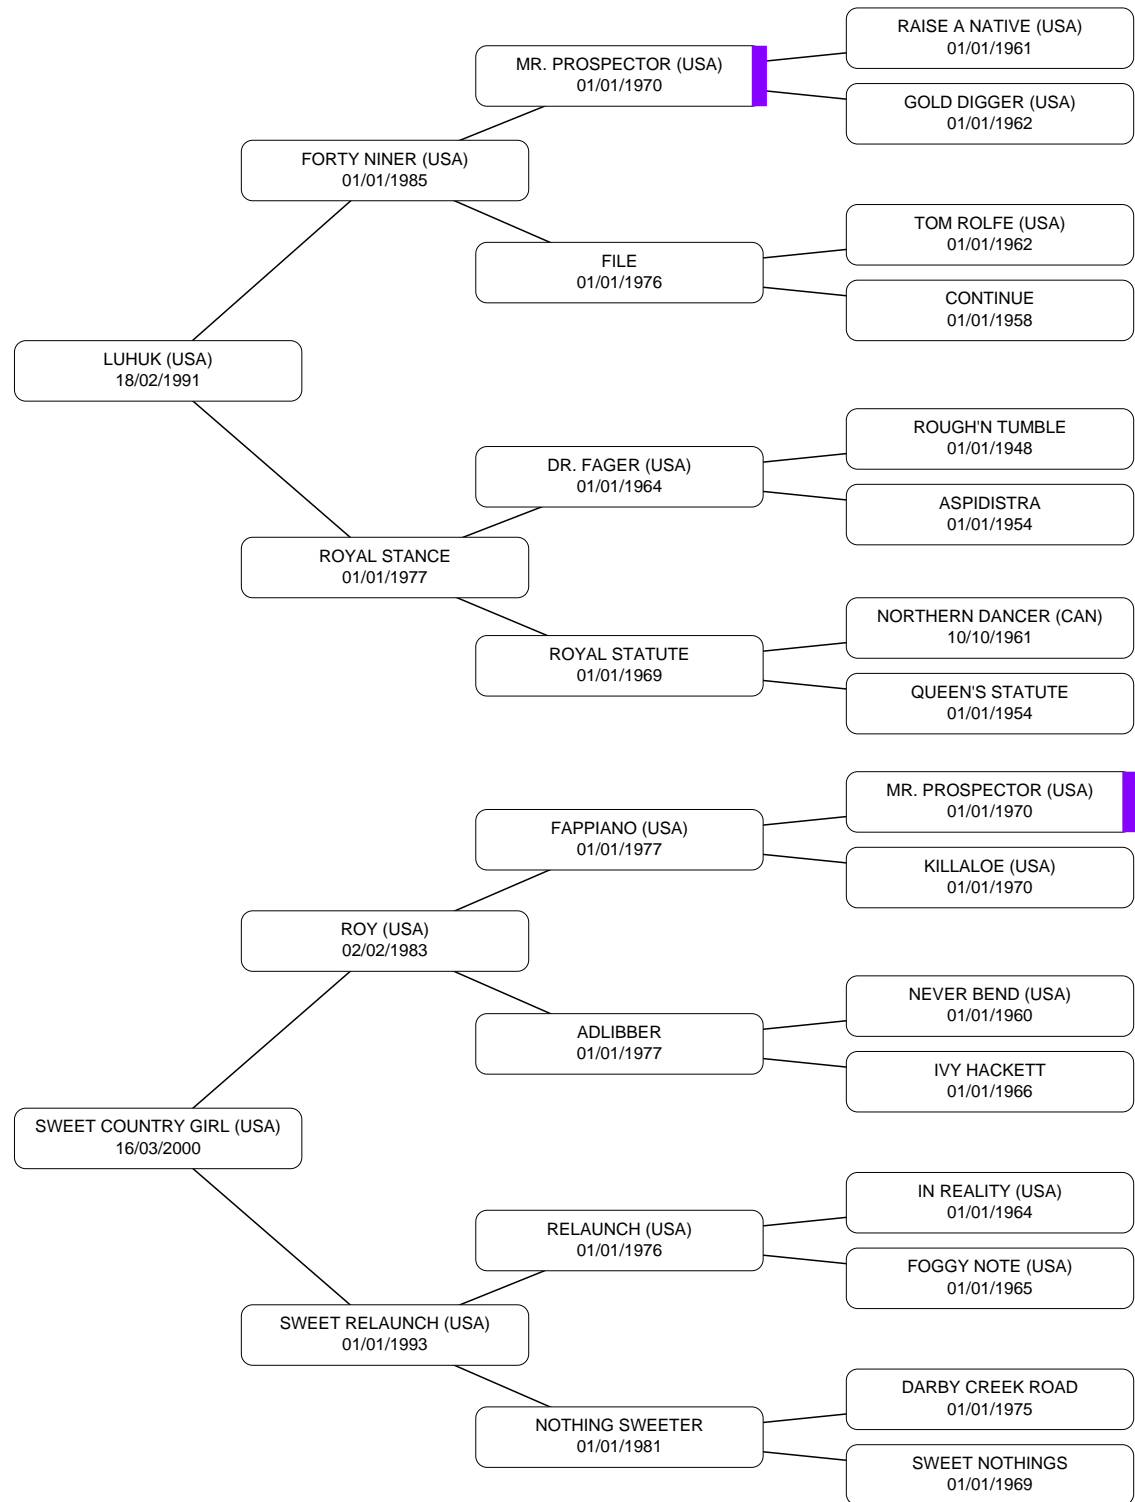 RAISE A NATIVE (USA)
01/01/1961
MR. PROSPECTOR (USA)
01/01/1970
GOLD DIGGER (USA)
01/01/1962
FORTY NINER (USA)
01/01/1985
TOM ROLFE (USA)
01/01/1962
FILE
01/01/1976
CONTINUE
01/01/1958
LUHUK (USA)
18/02/1991
ROUGH'N TUMBLE
01/01/1948
DR. FAGER (USA)
01/01/1964
ASPIDISTRA
01/01/1954
ROYAL STANCE
01/01/1977
NORTHERN DANCER (CAN)
10/10/1961
ROYAL STATUTE
01/01/1969
QUEEN'S STATUTE
01/01/1954
MR. PROSPECTOR (USA)
01/01/1970
FAPPIANO (USA)
01/01/1977
KILLALOE (USA)
01/01/1970
ROY (USA)
02/02/1983
NEVER BEND (USA)
01/01/1960
ADLIBBER
01/01/1977
IVY HACKETT
01/01/1966
SWEET COUNTRY GIRL (USA)
16/03/2000
IN REALITY (USA)
01/01/1964
RELAUNCH (USA)
01/01/1976
FOGGY NOTE (USA)
01/01/1965
SWEET RELAUNCH (USA)
01/01/1993
DARBY CREEK ROAD
01/01/1975
NOTHING SWEETER
01/01/1981
SWEET NOTHINGS
01/01/1969